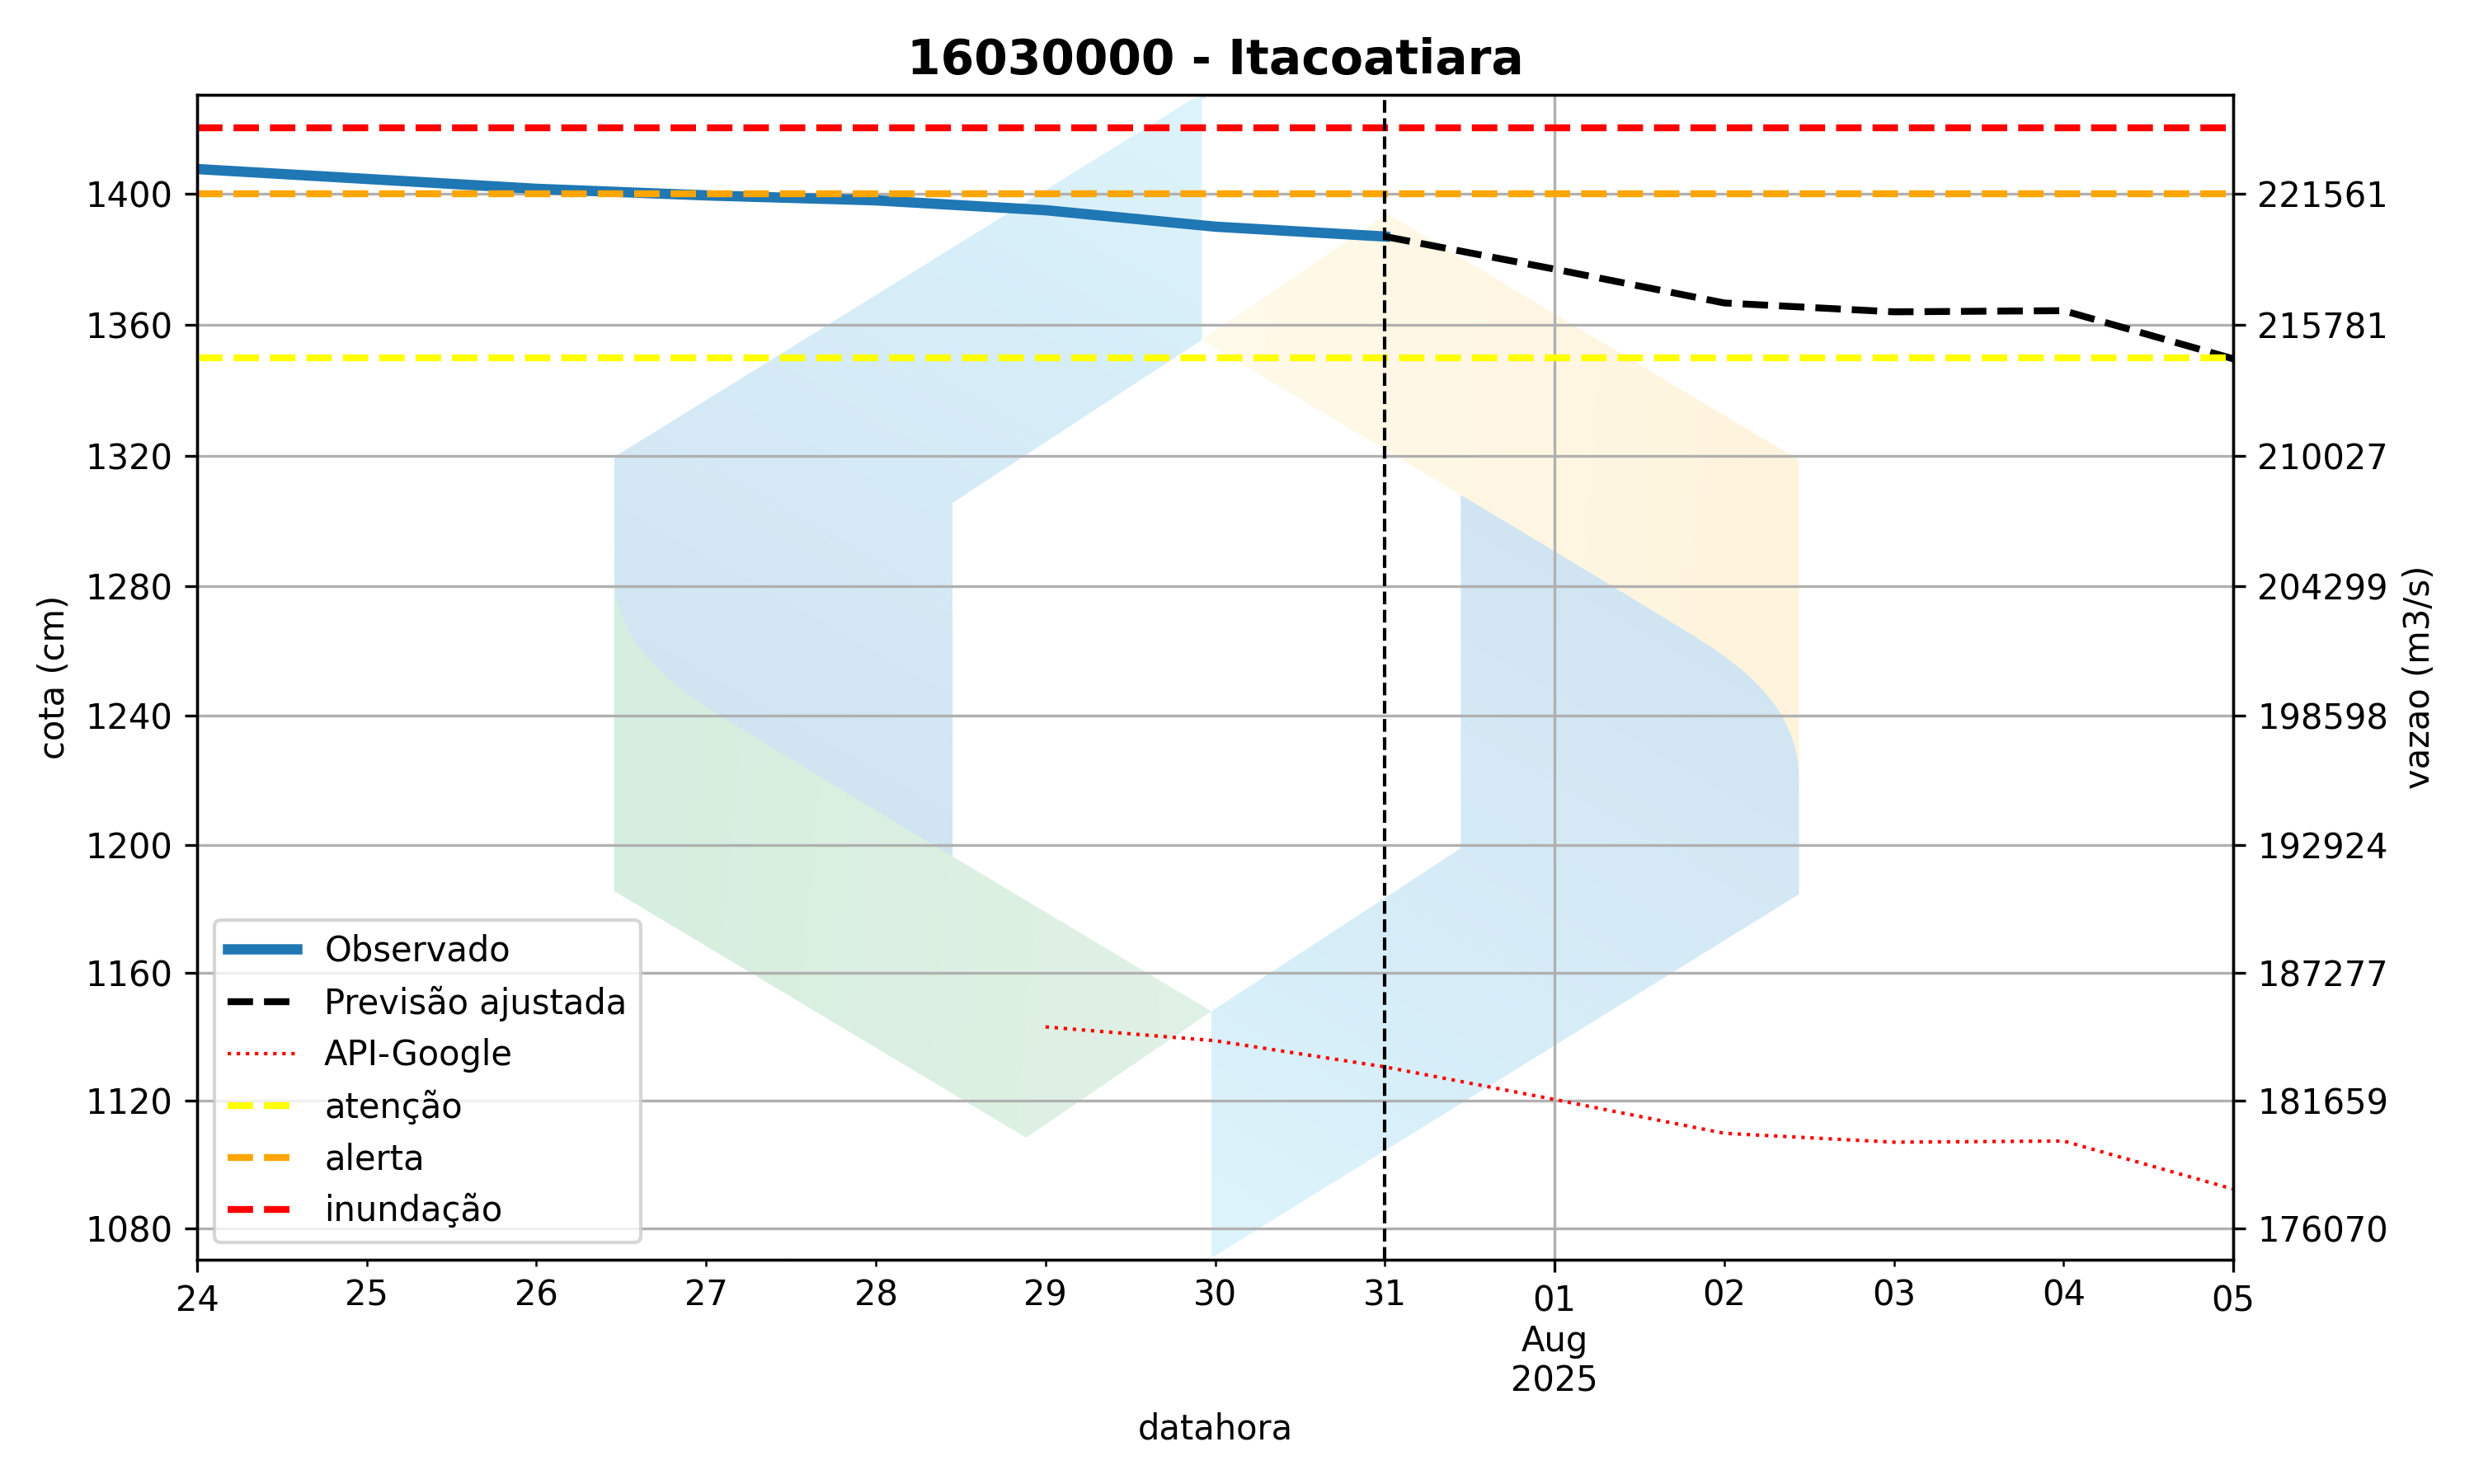 16030000 - Itacoatiara
cota (cm)
1400
1360
1320
1280
1240
1200
1160
1120
1080
221561
215781
210027
204299
198598
192924
187277
181659
176070
vazao (m3/s)
Observado
Previsão ajustada
API-Google
atenção
alerta
inundação
24 25 26 27 28 29 30 31 01 02 03 04 05
Aug
2025
datahora